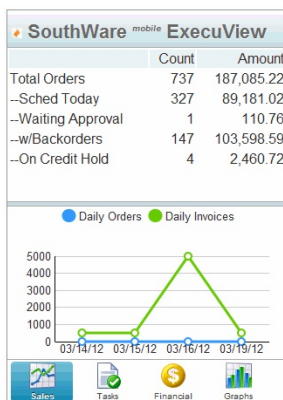 SouthWare mobile ExecuView
Count Amount
Total Orders 737 187,085.22
--Sched Today 327 89,181.02
--Waiting Approval 1 110.76
--w/Backorders 147 103,598.59
--On Credit Hold 4 2,460.72
Daily Orders Daily Invoices
5000
4000
3000
2000
1000
0
03/14/12 03/15/12 03/16/12 03/19/12
Sales Tasks Financial Graphs